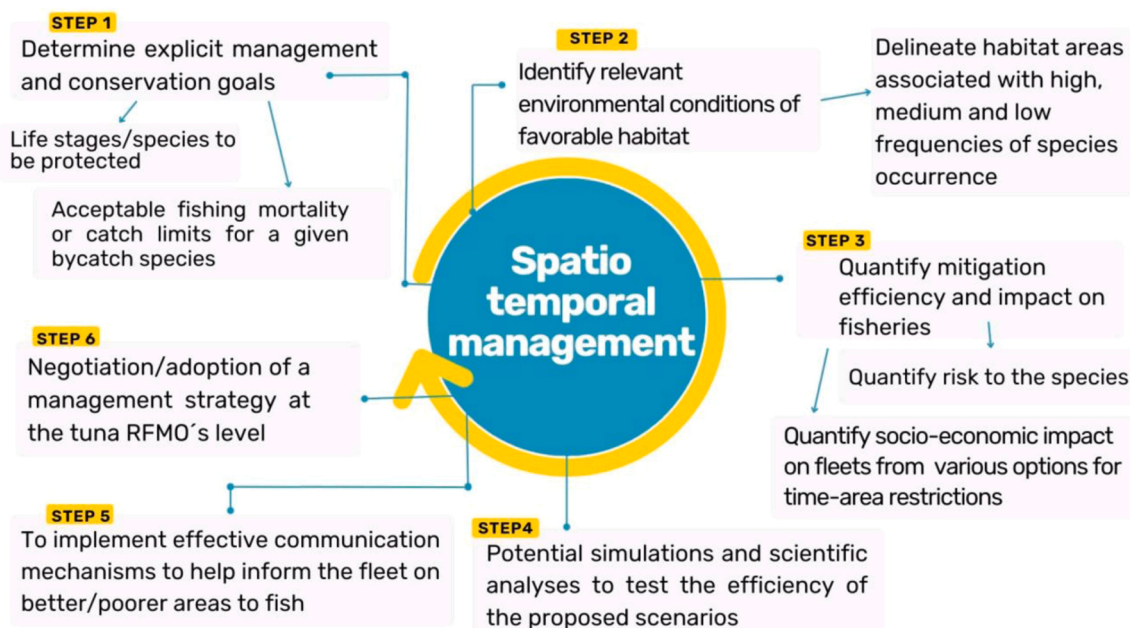 STEP 1
Determine explicit management
and conservation goals
Life stages/species to
be protected
Acceptable fishing mortality
or catch limits for a given
bycatch species
STEP 2
Identify relevant
environmental conditions of
favorable habitat
Delineate habitat areas
associated with high,
medium and low
frequencies of species
occurrence
Spatio
temporal
management
STEP 3
Quantify mitigation
efficiency and impact on
fisheries
Quantify risk to the species
Quantify socio-economic impact
on fleets from various options for
time-area restrictions
STEP4
Potential simulations and scientific
analyses to test the efficiency of
the proposed scenarios
STEP 5
To implement effective communication
mechanisms to help inform the fleet on
better/poorer areas to fish
STEP 6
Negotiation/adoption of a
management strategy at
the tuna RFMO´s level